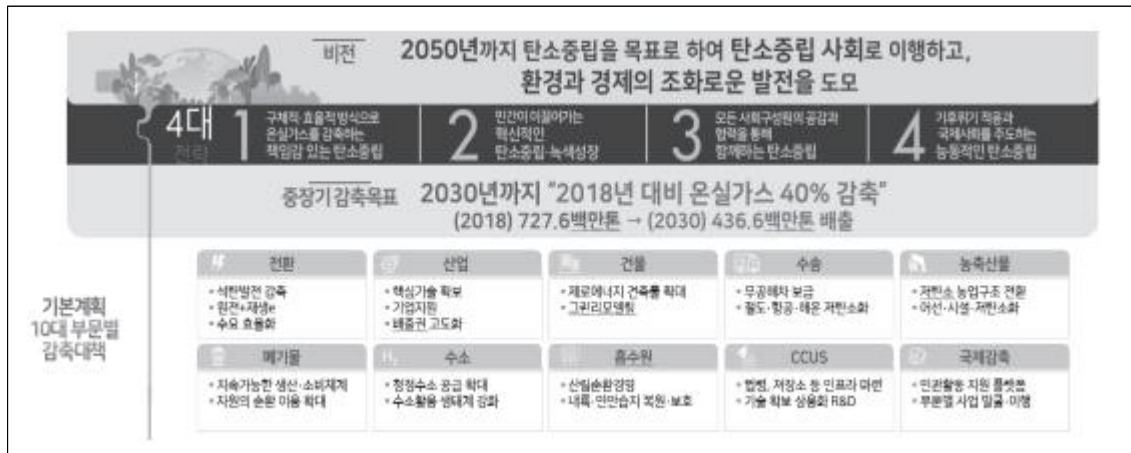 비전
2050년까지 탄소중립을 목표로 하여 탄소중립 사회로 이행하고,
환경과 경제의 조화로운 발전을 도모
4대
전략
1
구체적·효율적 방식으로
온실가스를 감축하는
책임감 있는 탄소중립
2
민간이 이끌어가는
혁신적인
탄소중립·녹색성장
3
모든 사회구성원의 공감과
협력을 통해
함께하는 탄소중립
4
기후위기 적응과
국제사회를 주도하는
능동적인 탄소중립
중장기 감축목표
2030년까지 "2018년 대비 온실가스 40% 감축"
(2018) 727.6백만톤 → (2030) 436.6백만톤 배출
기본계획
10대 부문별
감축대책
전환
• 석탄발전 감축
• 원전+재생e
• 수요 효율화
산업
• 핵심기술 확보
• 기업지원
• 배출권 고도화
건물
• 제로에너지 건축물 확대
• 그린리모델링
수송
• 무공해차 보급
• 철도·항공·해운 저탄소화
농축산물
• 저탄소 농업구조 전환
• 어선·시설·저탄소화
폐기물
• 지속가능한 생산·소비체계
• 자원의 순환 이용 확대
H₂ 수소
• 청정수소 공급 확대
• 수소활용 생태계 강화
흡수원
• 산림순환경영
• 내륙·연안습지 복원·보호
CCUS
• 법령, 저장소 등 인프라 마련
• 기술 확보 상용화 R&D
국제감축
• 민관활동 지원 플랫폼
• 부문별 사업 발굴·이행